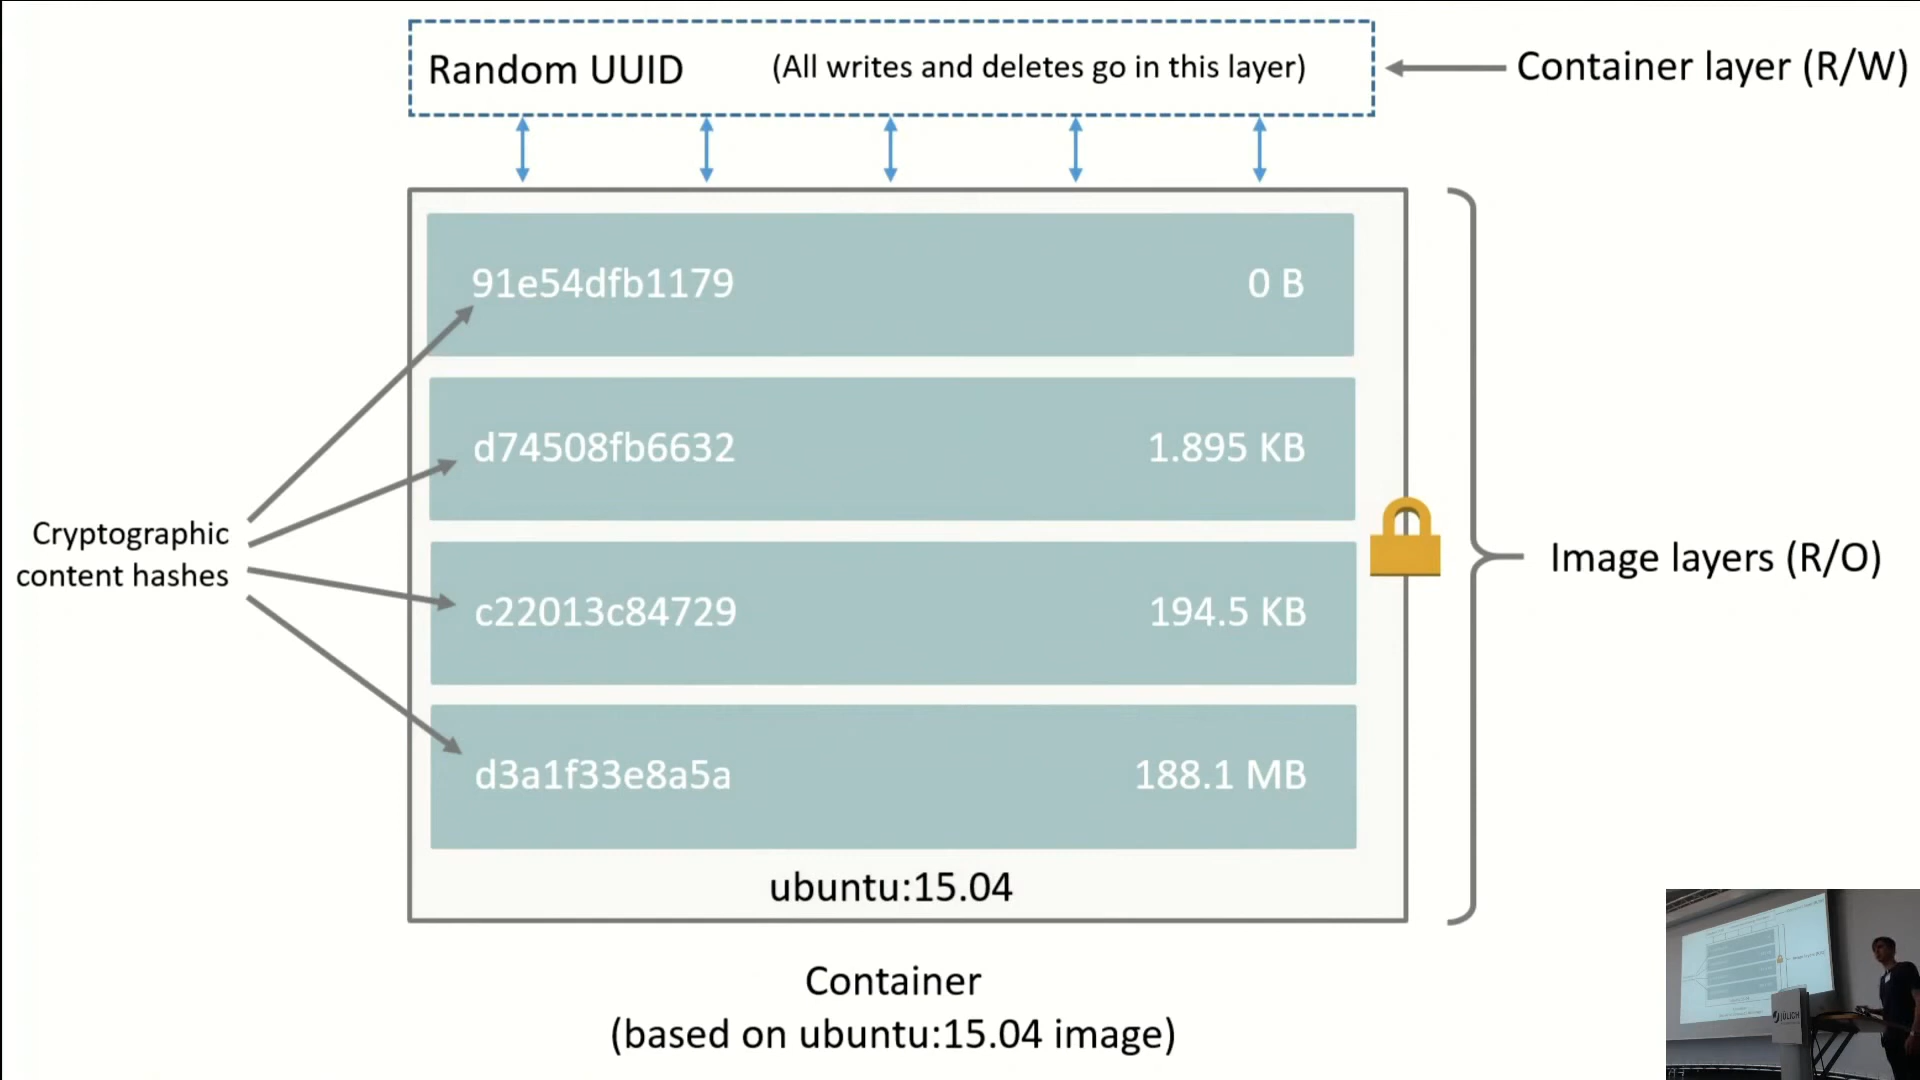 Random UUID (All writes and deletes go in this layer)
Container layer (R/W)
91e54dfb1179 0 B
d74508fb6632 1.895 KB
Cryptographic
content hashes
c22013c84729 194.5 KB
Image layers (R/O)
d3a1f33e8a5a 188.1 MB
ubuntu:15.04
Container
(based on ubuntu:15.04 image)
JÜLICH